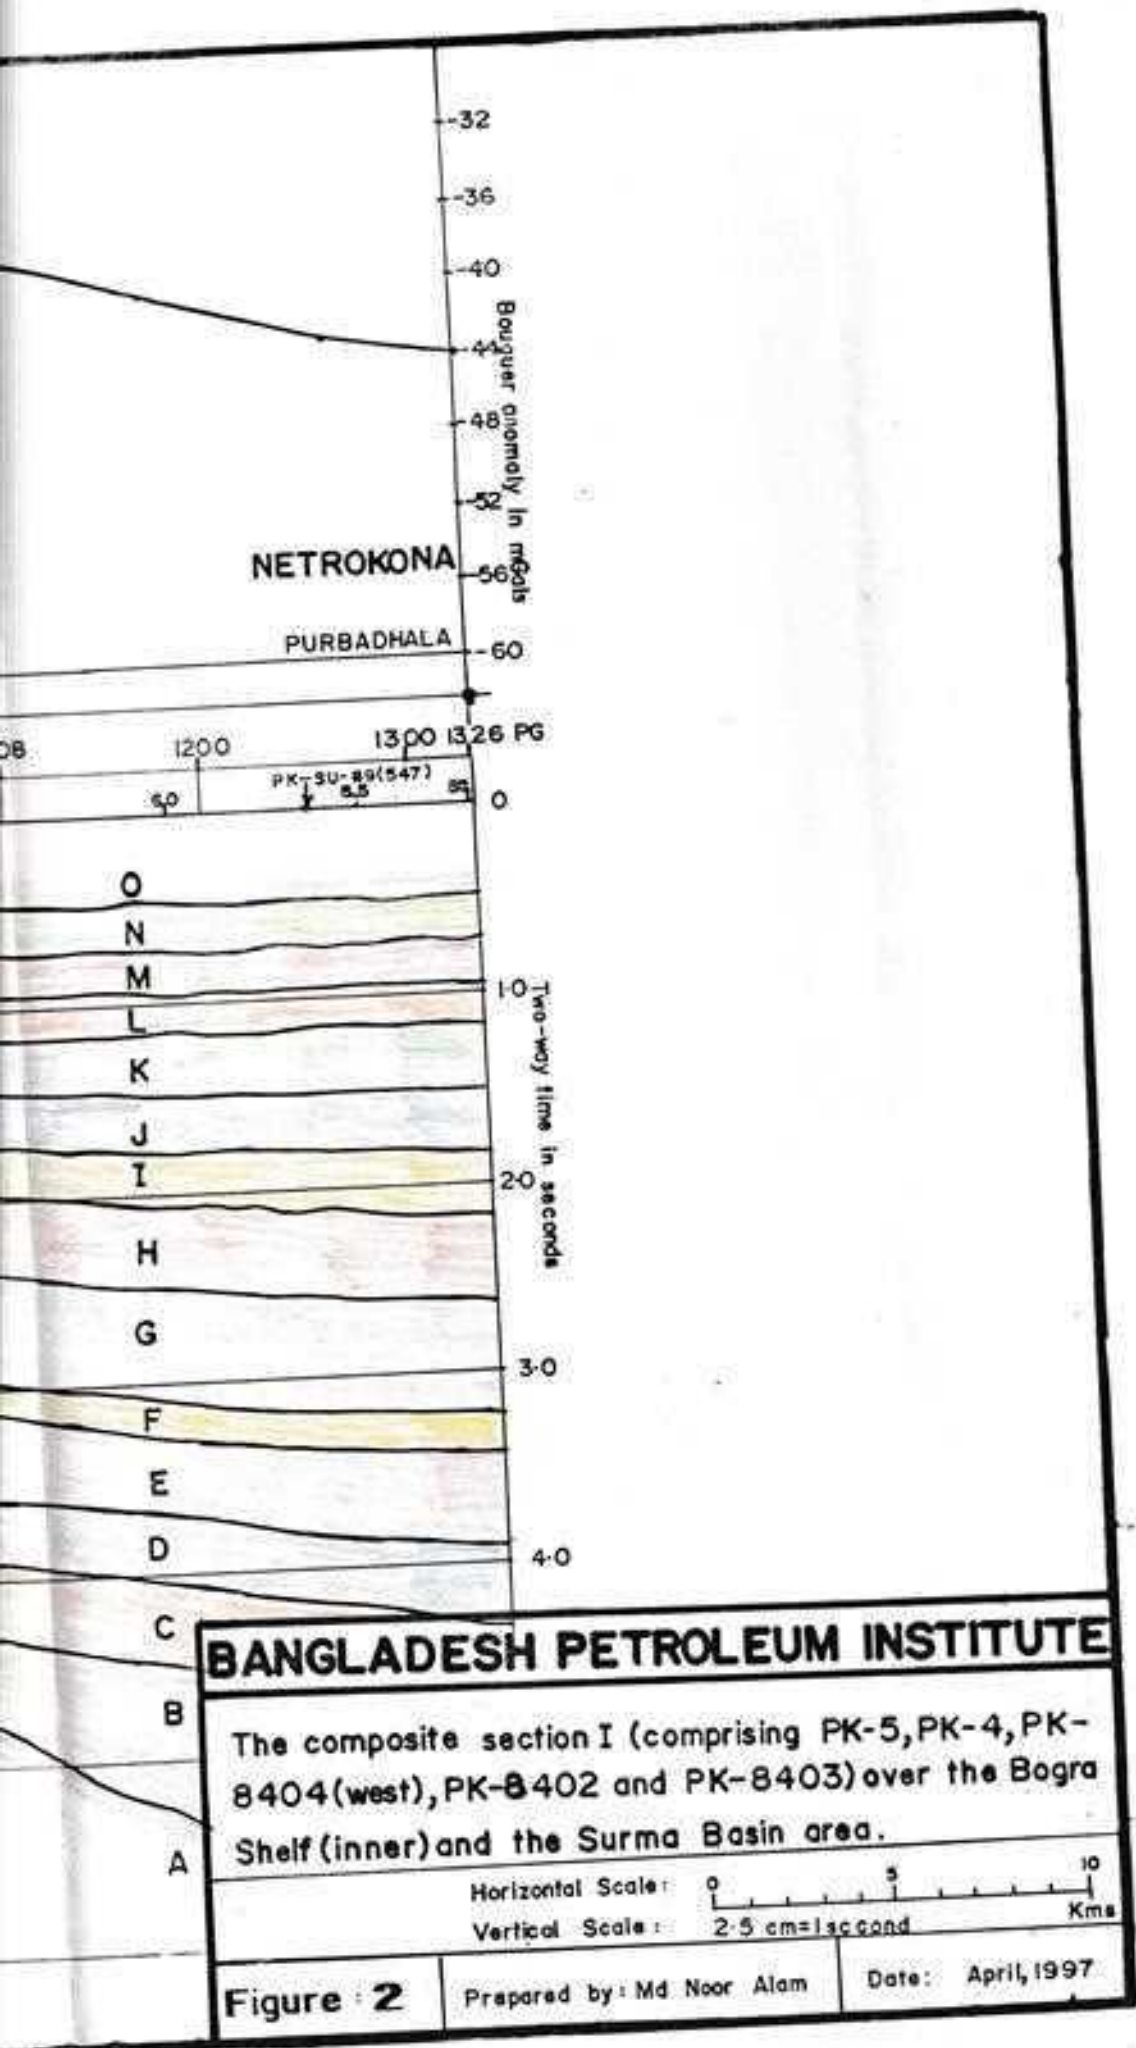 -32
-36
-40
-44
-48
-52
-56
-60
Bouguer anomaly In mGals
NETROKONA
PURBADHALA
08 1200 1300 1326 PG
PK-SU-89(547)
0
O
N
M
1·0
L
K
J
I
2·0
H
G
3·0
F
E
D
4·0
C
B
A
Two-way time in seconds
BANGLADESH PETROLEUM INSTITUTE
The composite section I (comprising PK-5, PK-4, PK-
8404(west), PK-8402 and PK-8403) over the Bogra
Shelf (inner) and the Surma Basin area.
Horizontal Scale: 0 5 10
Kms
Vertical Scale: 2·5 cm=1 second
Figure : 2
Prepared by: Md Noor Alam
Date: April, 1997